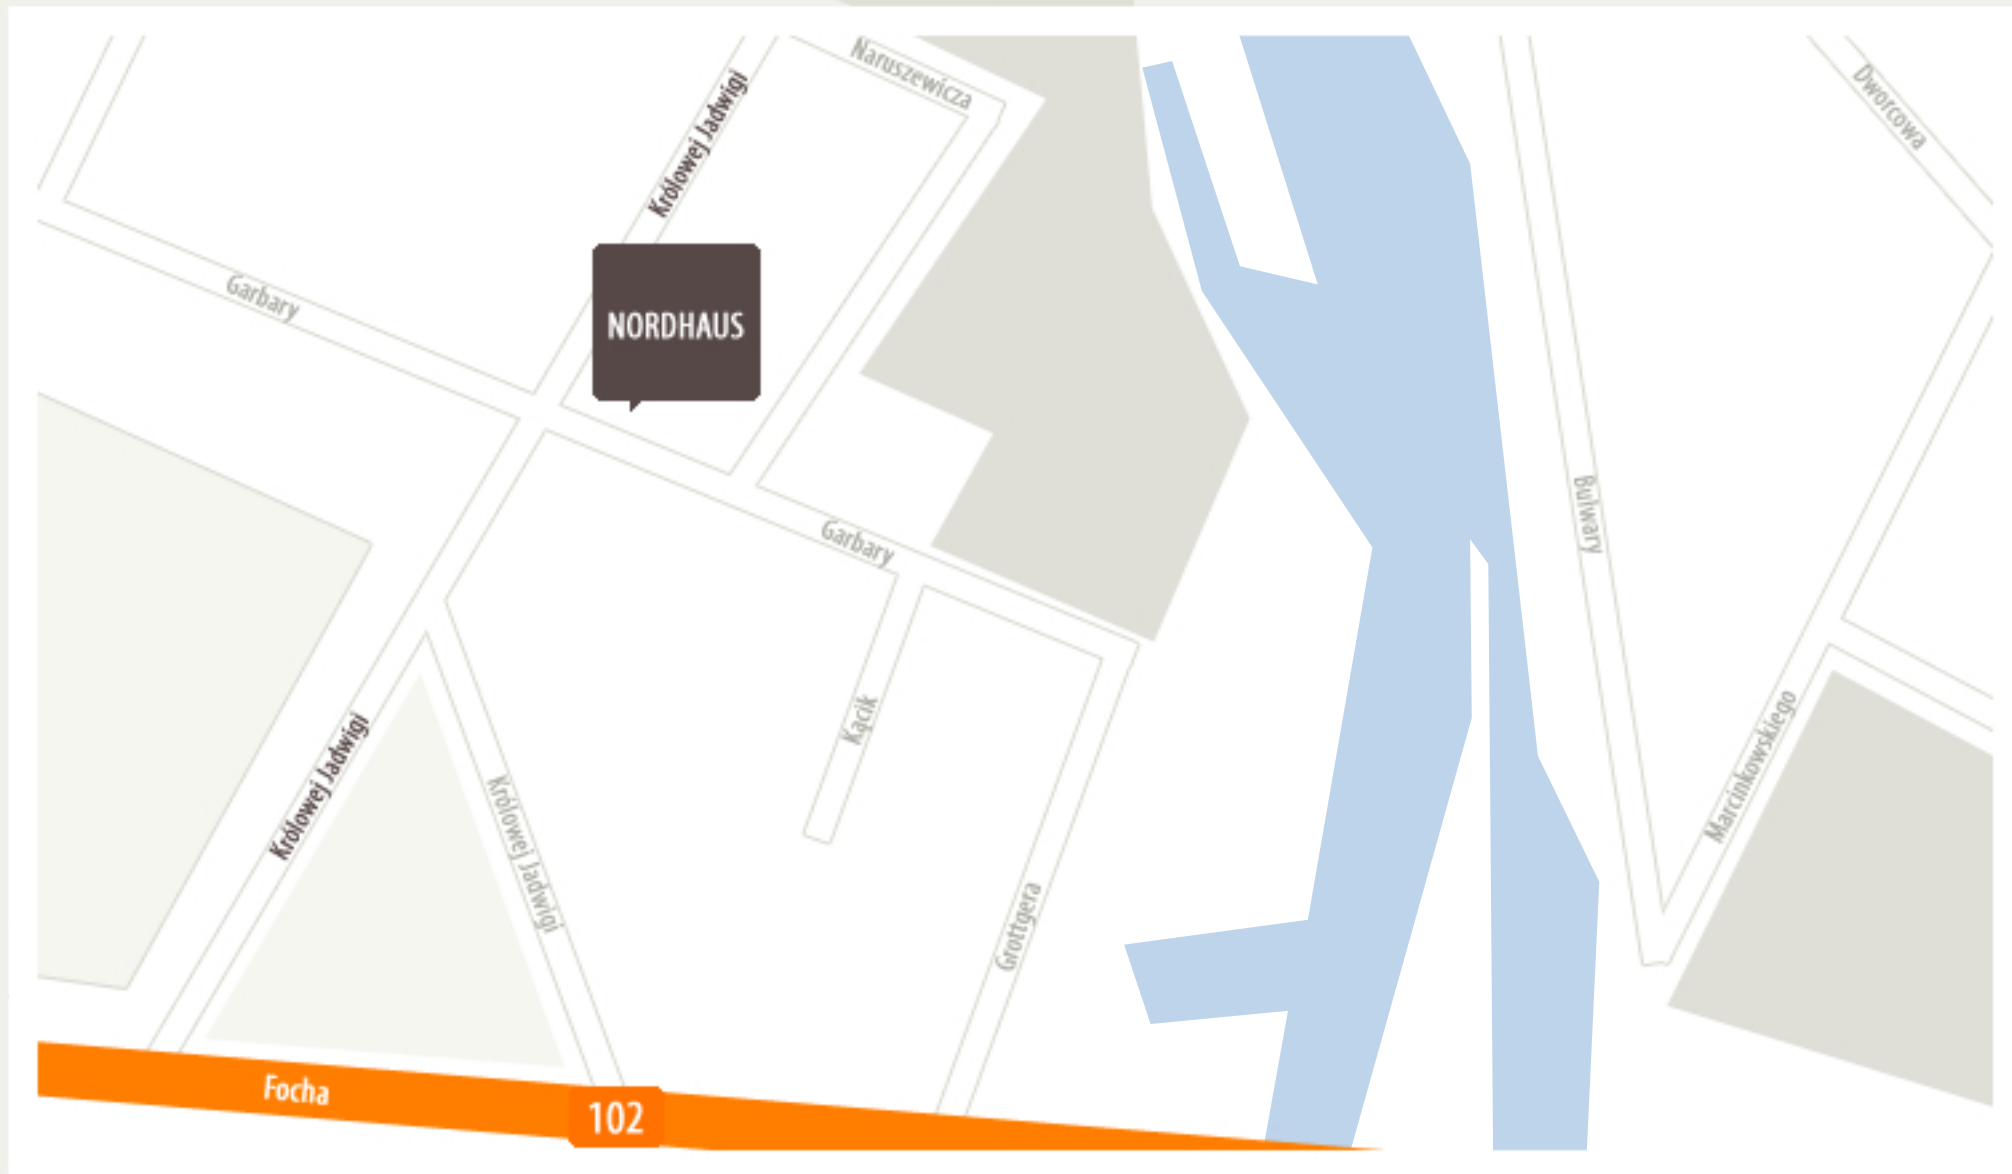 Naruszewicza
Dworcowa
Królowej Jadwigi
Garbary
NORDHAUS
Bulwary
Garbary
Kącik
Marcinkowskiego
Królowej Jadwigi
Królowej Jadwigi
Grottgera
Focha
102